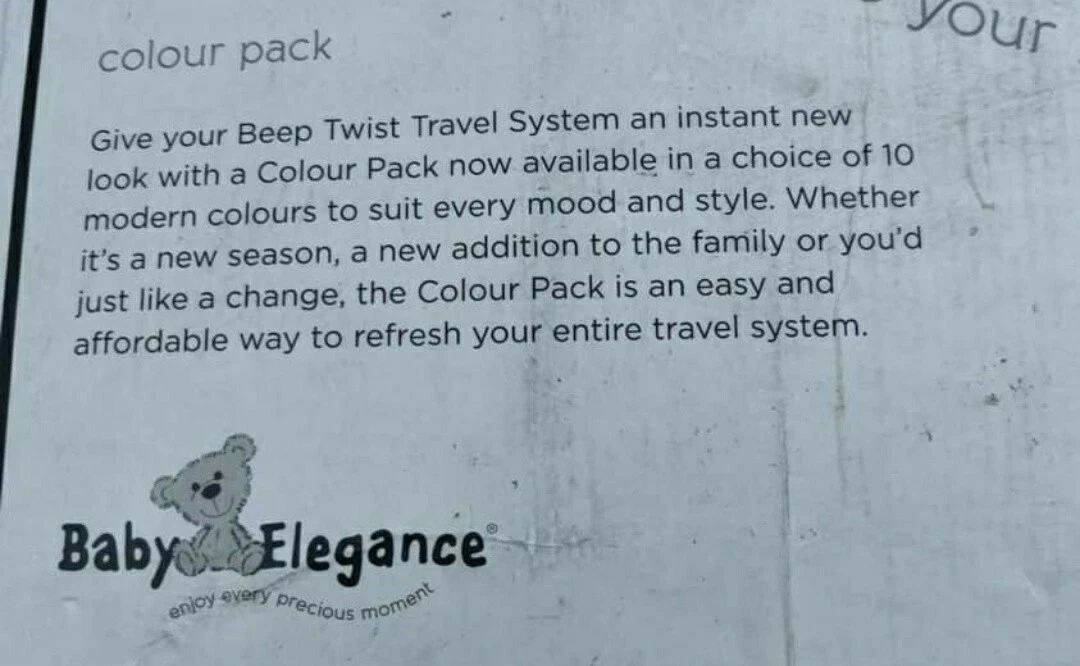 your
colour pack
Give your Beep Twist Travel System an instant new
look with a Colour Pack now available in a choice of 10
modern colours to suit every mood and style. Whether
it's a new season, a new addition to the family or you'd
just like a change, the Colour Pack is an easy and
affordable way to refresh your entire travel system.
Baby Elegance®
enjoy every precious moment